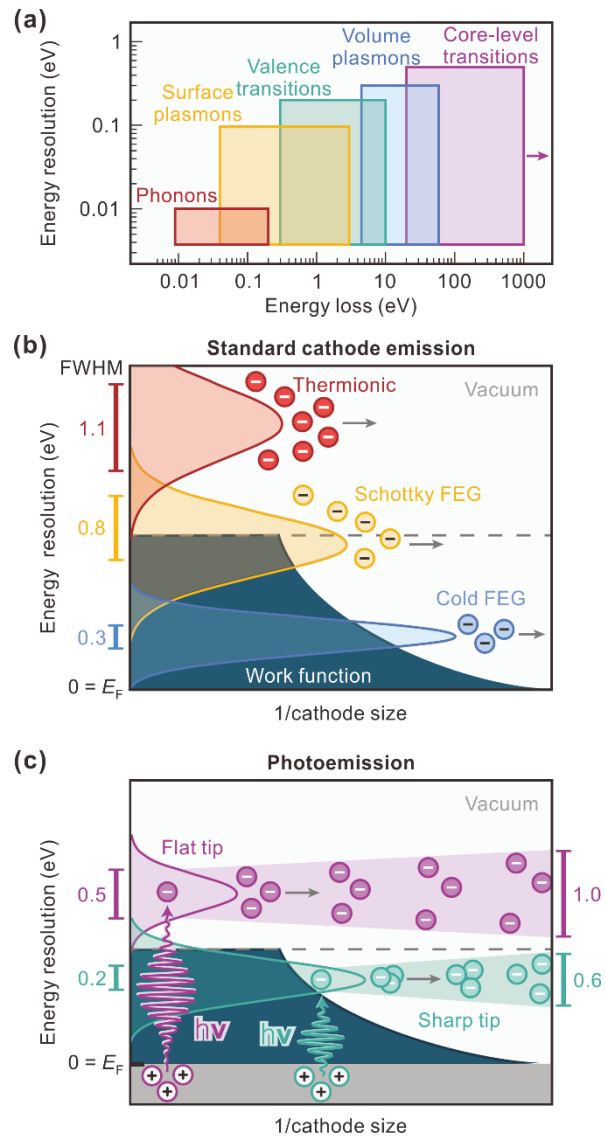 (a)
Energy resolution (eV)
1
0.1
0.01
Phonons
Surface
plasmons
Valence
transitions
Volume
plasmons
Core-level
transitions
0.01
0.1
1
10
100
1000
Energy loss (eV)
(b)
Standard cathode emission
FWHM
Energy resolution (eV)
1.1
0.8
0.3
0 = E_F
Thermionic
Vacuum
Schottky FEG
Cold FEG
Work function
− − − − − − −
− − − − −
− − −
1/cathode size
(c)
Photoemission
Energy resolution (eV)
Vacuum
Flat tip
0.5
1.0
0.2
0.6
hν
hν
Sharp tip
0 = E_F
+ + +
+ + +
1/cathode size